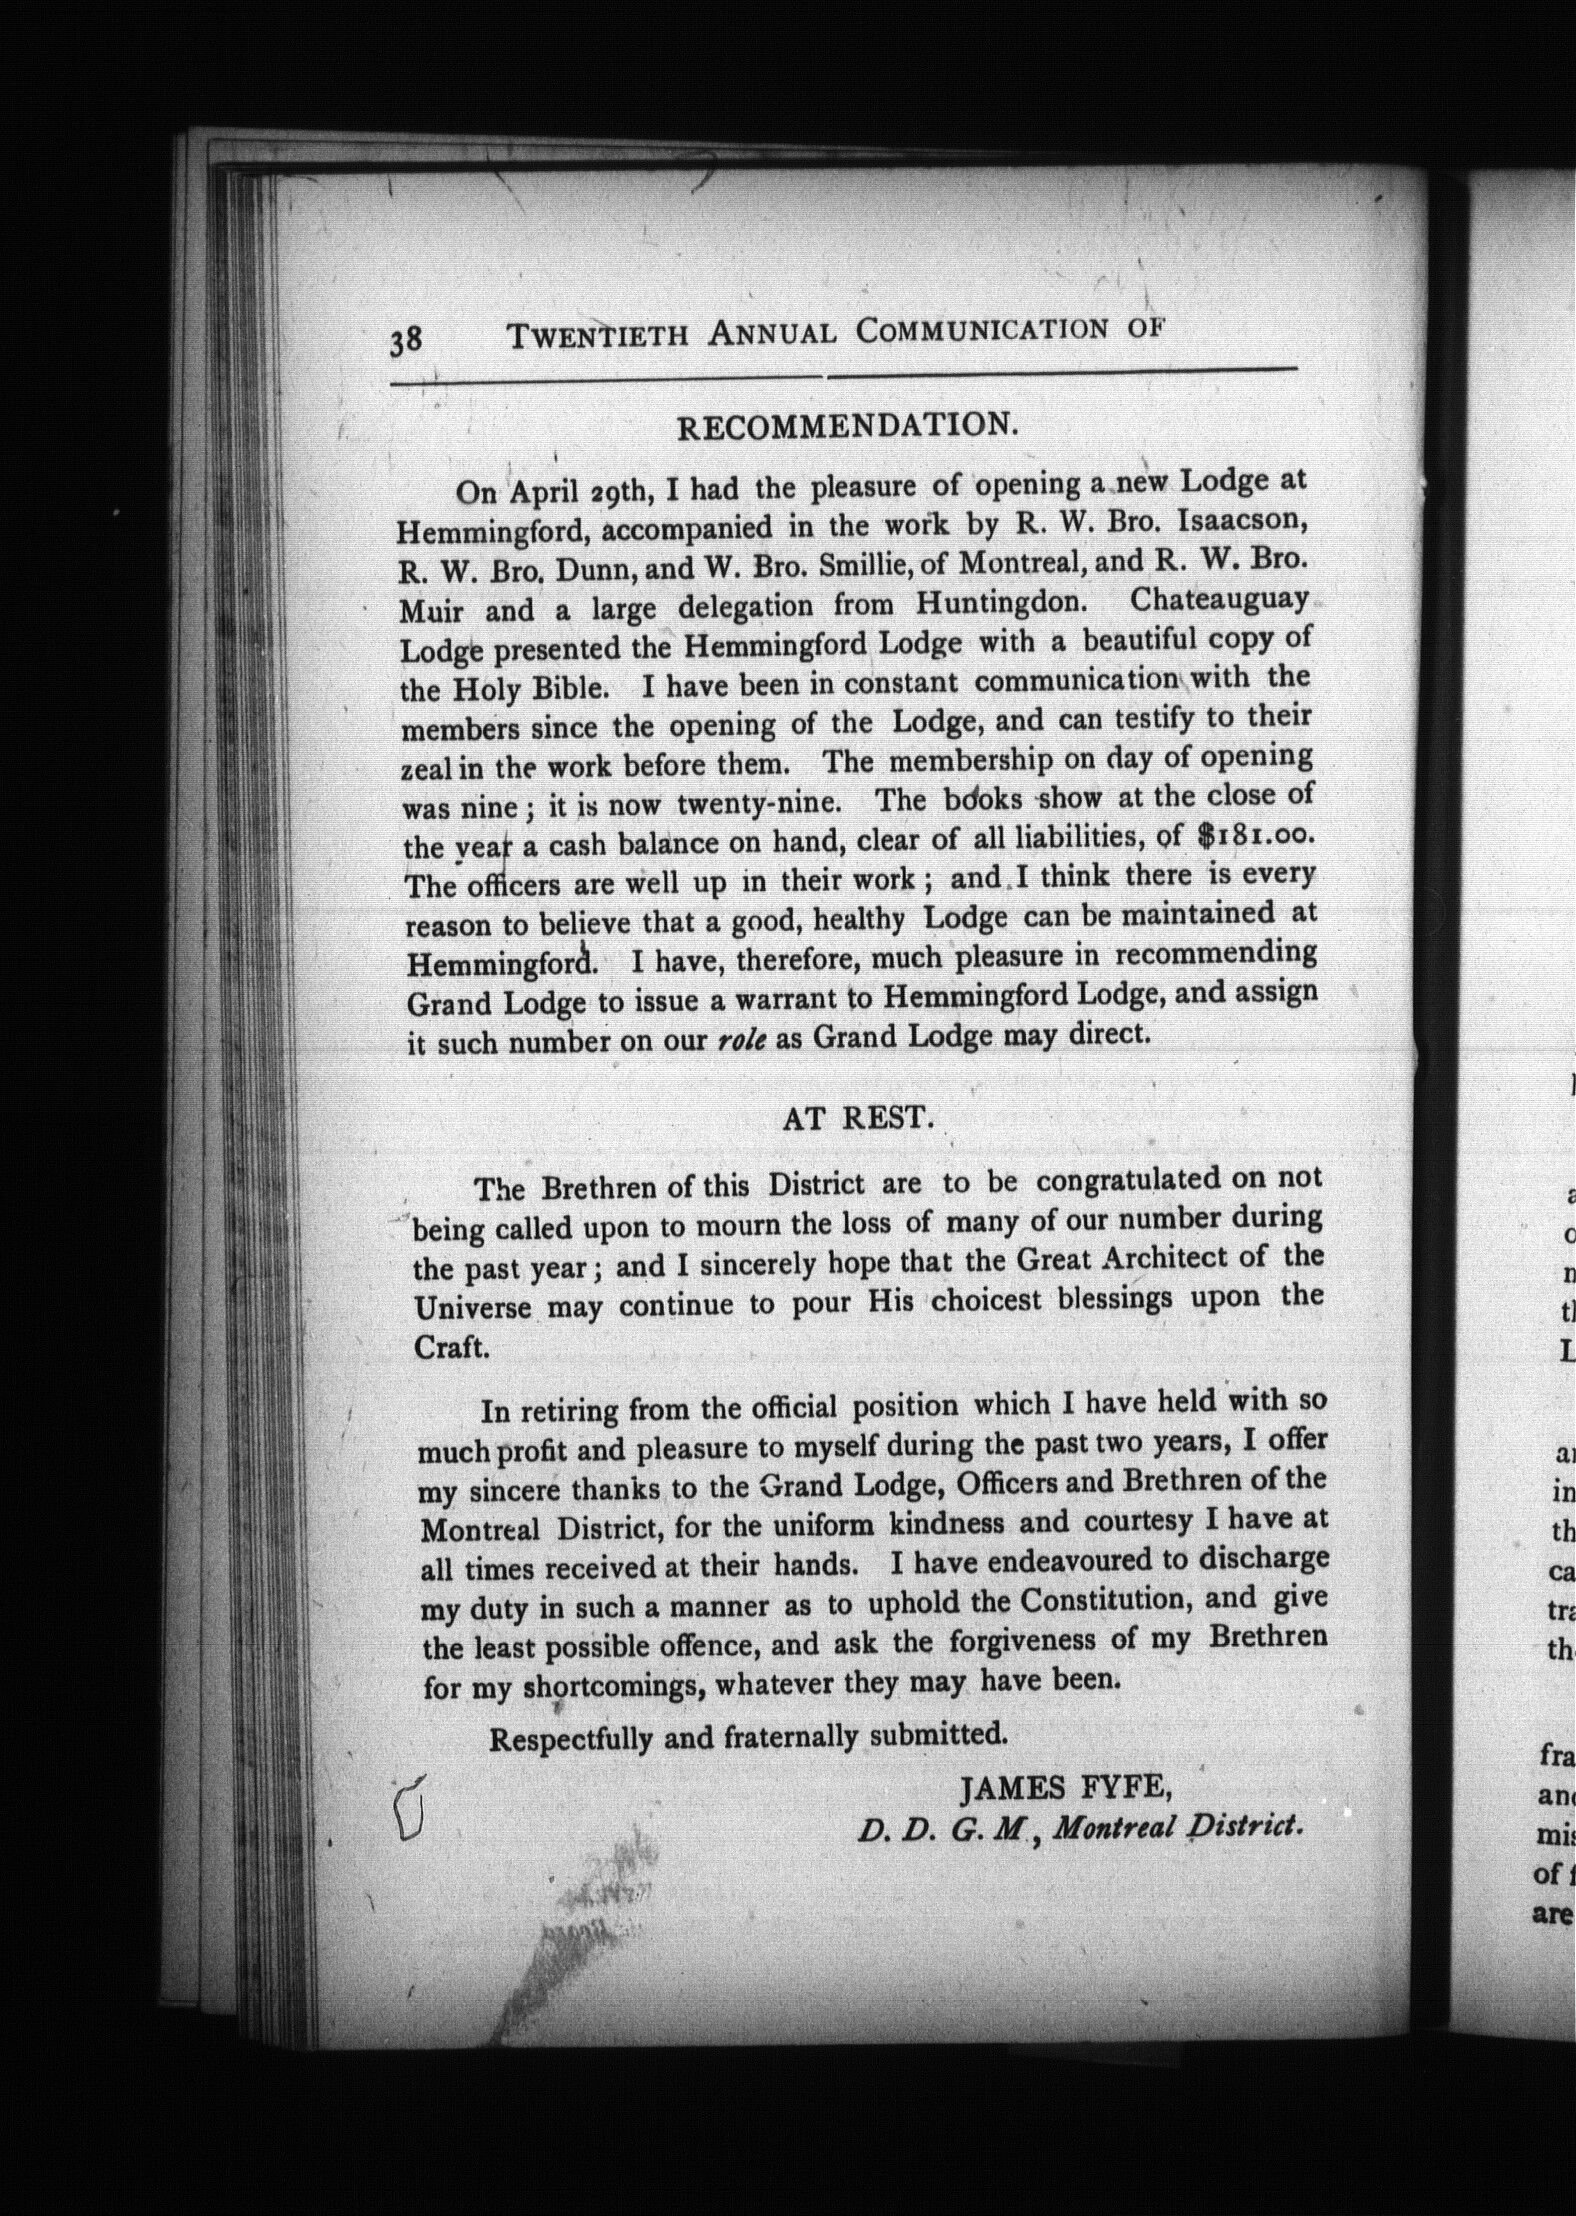 38 TWENTIETH ANNUAL COMMUNICATION OF
RECOMMENDATION.
On April 29th, I had the pleasure of opening a new Lodge at
Hemmingford, accompanied in the work by R. W. Bro. Isaacson,
R. W. Bro. Dunn, and W. Bro. Smillie, of Montreal, and R. W. Bro.
Muir and a large delegation from Huntingdon. Chateauguay
Lodge presented the Hemmingford Lodge with a beautiful copy of
the Holy Bible. I have been in constant communication with the
members since the opening of the Lodge, and can testify to their
zeal in the work before them. The membership on day of opening
was nine ; it is now twenty-nine. The books show at the close of
the year a cash balance on hand, clear of all liabilities, of $181.00.
The officers are well up in their work ; and I think there is every
reason to believe that a good, healthy Lodge can be maintained at
Hemmingford. I have, therefore, much pleasure in recommending
Grand Lodge to issue a warrant to Hemmingford Lodge, and assign
it such number on our role as Grand Lodge may direct.
AT REST.
The Brethren of this District are to be congratulated on not
being called upon to mourn the loss of many of our number during
the past year ; and I sincerely hope that the Great Architect of the
Universe may continue to pour His choicest blessings upon the
Craft.
In retiring from the official position which I have held with so
much profit and pleasure to myself during the past two years, I offer
my sincere thanks to the Grand Lodge, Officers and Brethren of the
Montreal District, for the uniform kindness and courtesy I have at
all times received at their hands. I have endeavoured to discharge
my duty in such a manner as to uphold the Constitution, and give
the least possible offence, and ask the forgiveness of my Brethren
for my shortcomings, whatever they may have been.
Respectfully and fraternally submitted.
JAMES FYFE,
D. D. G. M., Montreal District.